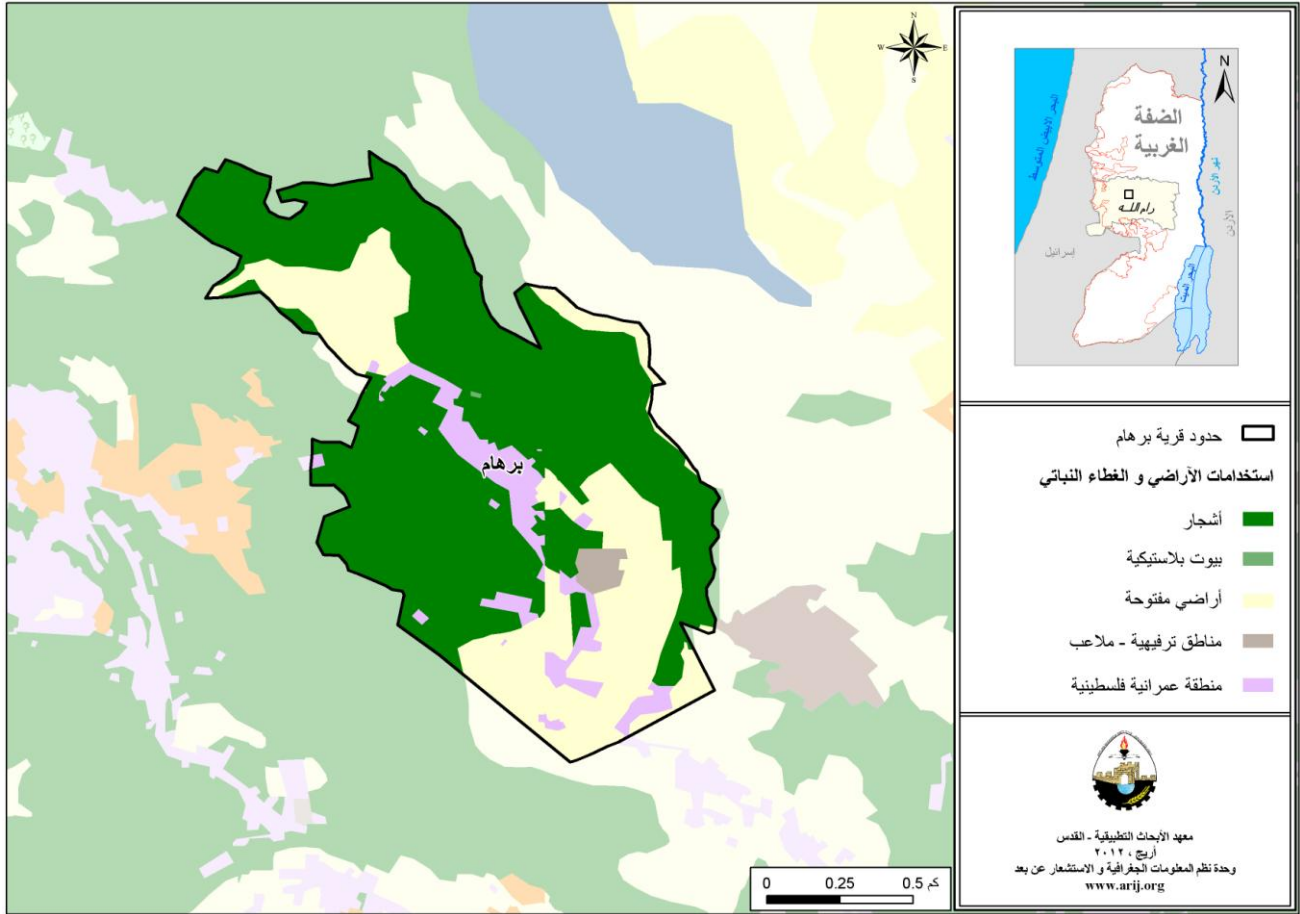 N
W
E
S
برهام
0
0.25
0.5 كم
N
الضفة
الغربية
البحر الابيض المتوسط
نهر الأردن
الأردن
رام الله
إسرائيل
البحر الميت
حدود قرية برهام
استخدامات الآراضي و الغطاء النباتي
أشجار
بيوت بلاستيكية
أراضي مفتوحة
مناطق ترفيهية - ملاعب
منطقة عمرانية فلسطينية
معهد الأبحاث التطبيقية - القدس
أريج ، ٢٠١٢
وحدة نظم المعلومات الجغرافية و الاستشعار عن بعد
www.arij.org